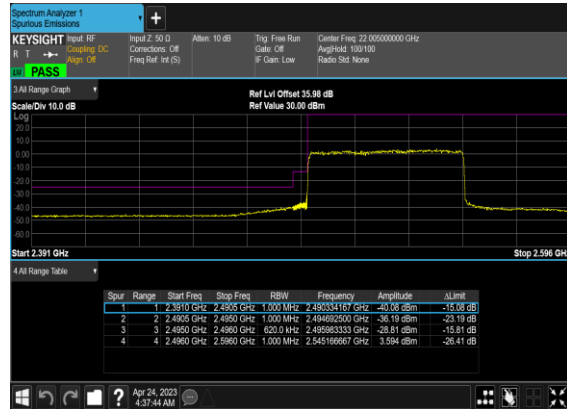 Spectrum Analyzer 1
Spurious Emissions
KEYSIGHT Input: RF Input Z: 50 Ω Atten: 10 dB Trig: Free Run Center Freq: 22.005000000 GHz
R T Coupling: DC Corrections: Off Gate: Off Avg|Hold: 100/100
Align: Off Freq Ref: Int (S) IF Gain: Low Radio Std: None
PASS
3 All Range Graph
Ref Lvl Offset 35.98 dB
Scale/Div 10.0 dB Ref Value 30.00 dBm
Log
20.0
10.0
0.00
-10.0
-20.0
-30.0
-40.0
-50.0
-60.0
Start 2.391 GHz Stop 2.596 GHz
4 All Range Table
Spur Range Start Freq Stop Freq RBW Frequency Amplitude ΔLimit
1 1 2.3910 GHz 2.4905 GHz 1.000 MHz 2.490334167 GHz -40.08 dBm -15.08 dB
2 2 2.4905 GHz 2.4950 GHz 1.000 MHz 2.494692500 GHz -36.19 dBm -23.19 dB
3 3 2.4950 GHz 2.4960 GHz 620.0 kHz 2.495983333 GHz -28.81 dBm -15.81 dB
4 4 2.4960 GHz 2.5960 GHz 1.000 MHz 2.545166667 GHz 3.594 dBm -26.41 dB
? Apr 24, 2023
4:37:44 AM